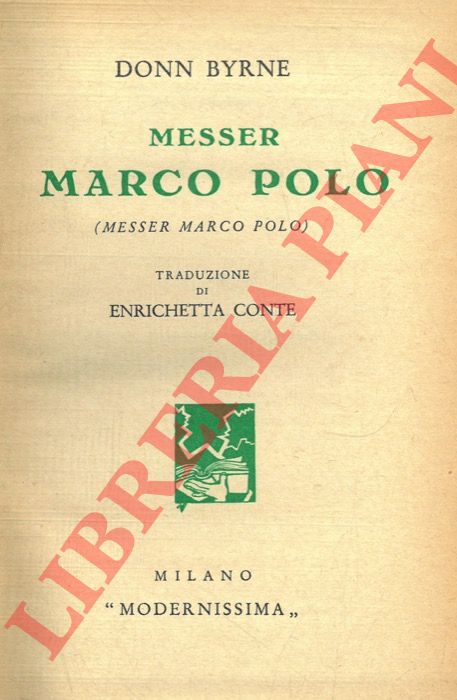 DONN BYRNE
MESSER
MARCO POLO
(MESSER MARCO POLO)
TRADUZIONE
DI
ENRICHETTA CONTE
MILANO
“MODERNISSIMA„
LIBRERIA PIANI